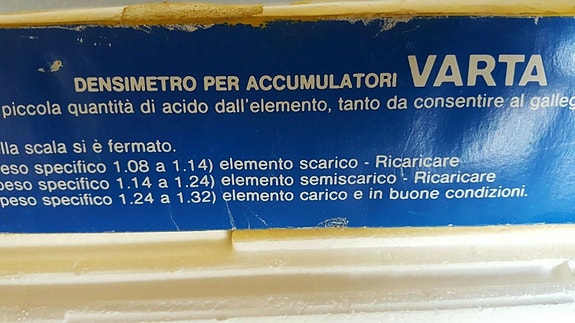 DENSIMETRO PER ACCUMULATORI VARTA
piccola quantità di acido dall'elemento, tanto da consentire al galleg
lla scala si è fermato.
peso specifico 1.08 a 1.14) elemento scarico - Ricaricare
peso specifico 1.14 a 1.24) elemento semiscarico - Ricaricare
peso specifico 1.24 a 1.32) elemento carico e in buone condizioni.